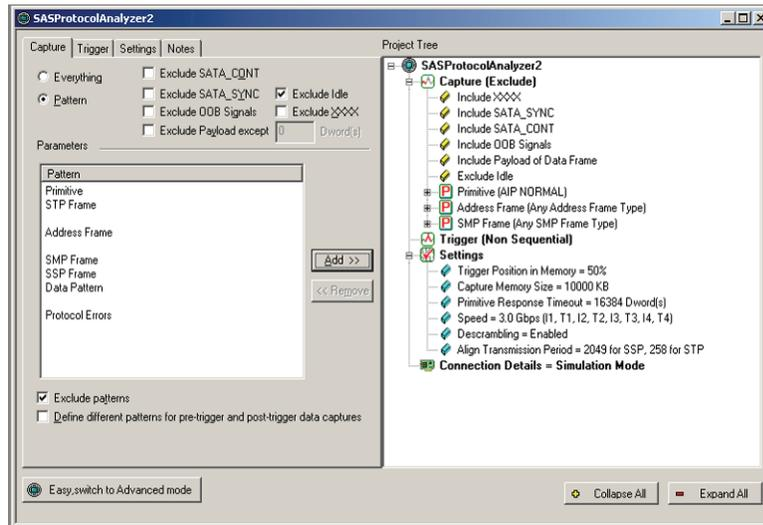 SASProtocolAnalyzer2
Capture Trigger Settings Notes
Everything
Pattern
Exclude SATA_CONT
Exclude SATA_SYNC
Exclude Idle
Exclude OOB Signals
Exclude XXXX
Exclude Payload except 0 Dword(s)
Parameters
Pattern
Primitive
STP Frame
Address Frame
SMP Frame
SSP Frame
Data Pattern
Protocol Errors
Add >>
<< Remove
Exclude patterns
Define different patterns for pre-trigger and post-trigger data captures
Easy,switch to Advanced mode
Project Tree
SASProtocolAnalyzer2
Capture (Exclude)
Include XXXX
Include SATA_SYNC
Include SATA_CONT
Include OOB Signals
Include Payload of Data Frame
Exclude Idle
P Primitive (AIP NORMAL)
P Address Frame (Any Address Frame Type)
P SMP Frame (Any SMP Frame Type)
Trigger (Non Sequential)
Settings
Trigger Position in Memory = 50%
Capture Memory Size = 10000 KB
Primitive Response Timeout = 16384 Dword(s)
Speed = 3.0 Gbps (I1, T1, I2, T2, I3, T3, I4, T4)
Descrambling = Enabled
Align Transmission Period = 2049 for SSP, 258 for STP
Connection Details = Simulation Mode
Collapse All
Expand All